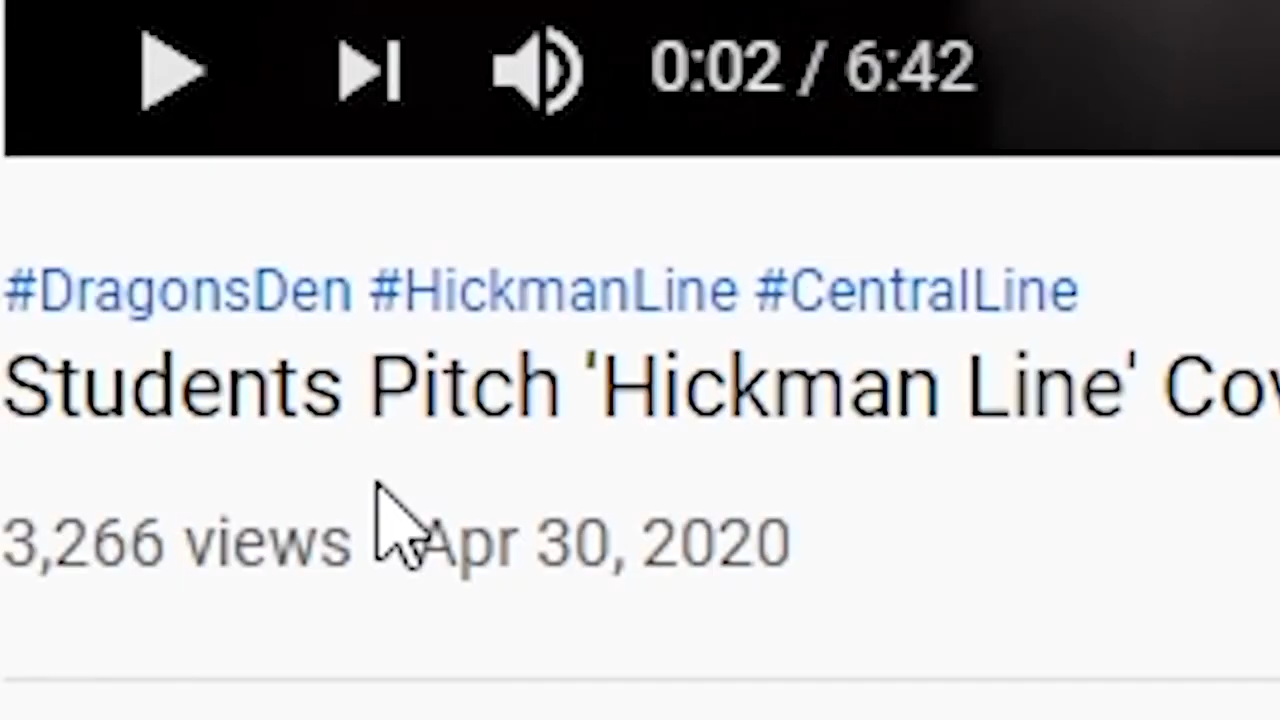 0:02 / 6:42
#DragonsDen #HickmanLine #CentralLine
Students Pitch 'Hickman Line'
3,266 views Apr 30, 2020